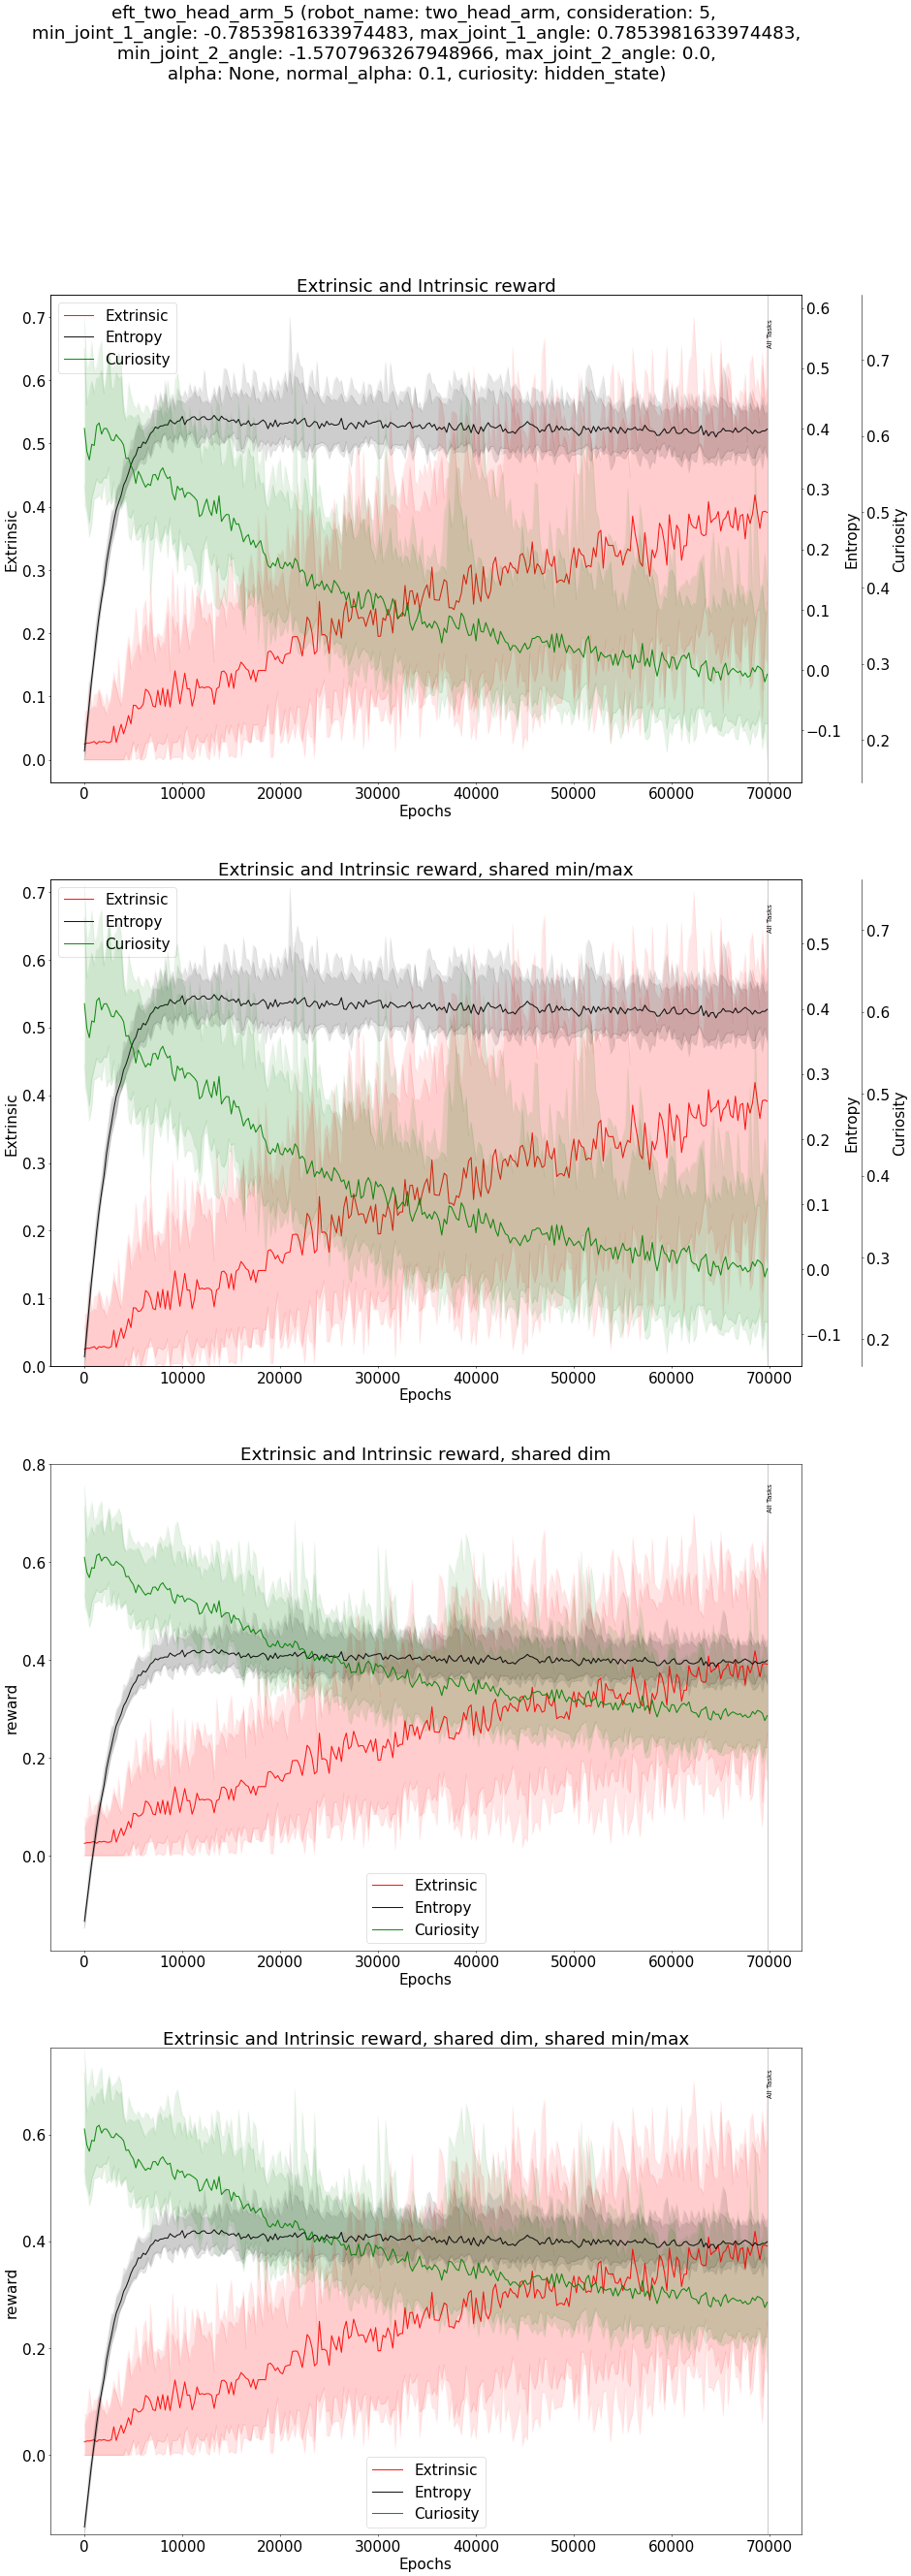 eft_two_head_arm_5 (robot_name: two_head_arm, consideration: 5,
min_joint_1_angle: -0.7853981633974483, max_joint_1_angle: 0.7853981633974483,
min_joint_2_angle: -1.5707963267948966, max_joint_2_angle: 0.0,
alpha: None, normal_alpha: 0.1, curiosity: hidden_state)
Extrinsic and Intrinsic reward
Extrinsic
Entropy
Curiosity
All Tasks
0.7
0.6
0.5
0.4
0.3
0.2
0.1
0.0
Extrinsic
0.6
0.5
0.4
0.3
0.2
0.1
0.0
−0.1
Entropy
0.7
0.6
0.5
0.4
0.3
0.2
Curiosity
0 10000 20000 30000 40000 50000 60000 70000
Epochs
Extrinsic and Intrinsic reward, shared min/max
Extrinsic
Entropy
Curiosity
All Tasks
0.7
0.6
0.5
0.4
0.3
0.2
0.1
0.0
Extrinsic
0.5
0.4
0.3
0.2
0.1
0.0
−0.1
Entropy
0.7
0.6
0.5
0.4
0.3
0.2
Curiosity
0 10000 20000 30000 40000 50000 60000 70000
Epochs
Extrinsic and Intrinsic reward, shared dim
All Tasks
0.8
0.6
0.4
0.2
0.0
reward
Extrinsic
Entropy
Curiosity
0 10000 20000 30000 40000 50000 60000 70000
Epochs
Extrinsic and Intrinsic reward, shared dim, shared min/max
All Tasks
0.6
0.4
0.2
0.0
reward
Extrinsic
Entropy
Curiosity
0 10000 20000 30000 40000 50000 60000 70000
Epochs